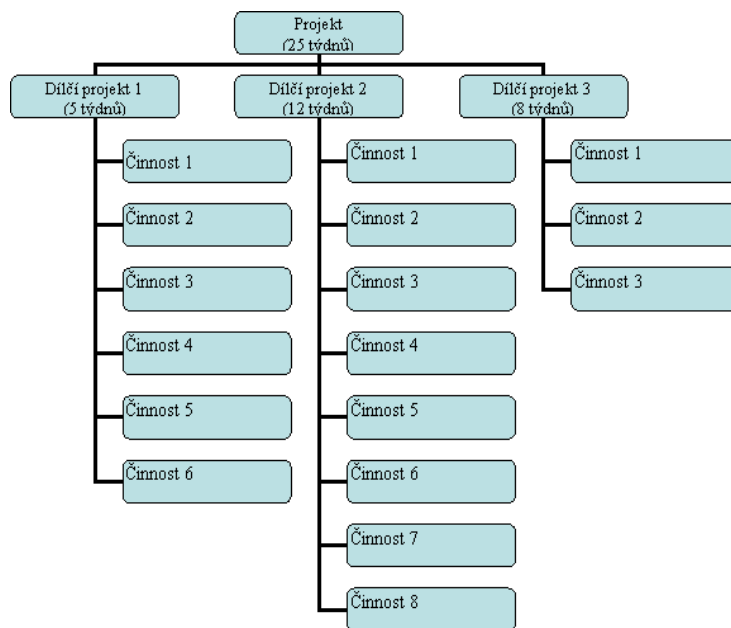 Projekt
(25 týdnů)
Dílčí projekt 1
(5 týdnů)
Činnost 1
Činnost 2
Činnost 3
Činnost 4
Činnost 5
Činnost 6
Dílčí projekt 2
(12 týdnů)
Činnost 1
Činnost 2
Činnost 3
Činnost 4
Činnost 5
Činnost 6
Činnost 7
Činnost 8
Dílčí projekt 3
(8 týdnů)
Činnost 1
Činnost 2
Činnost 3